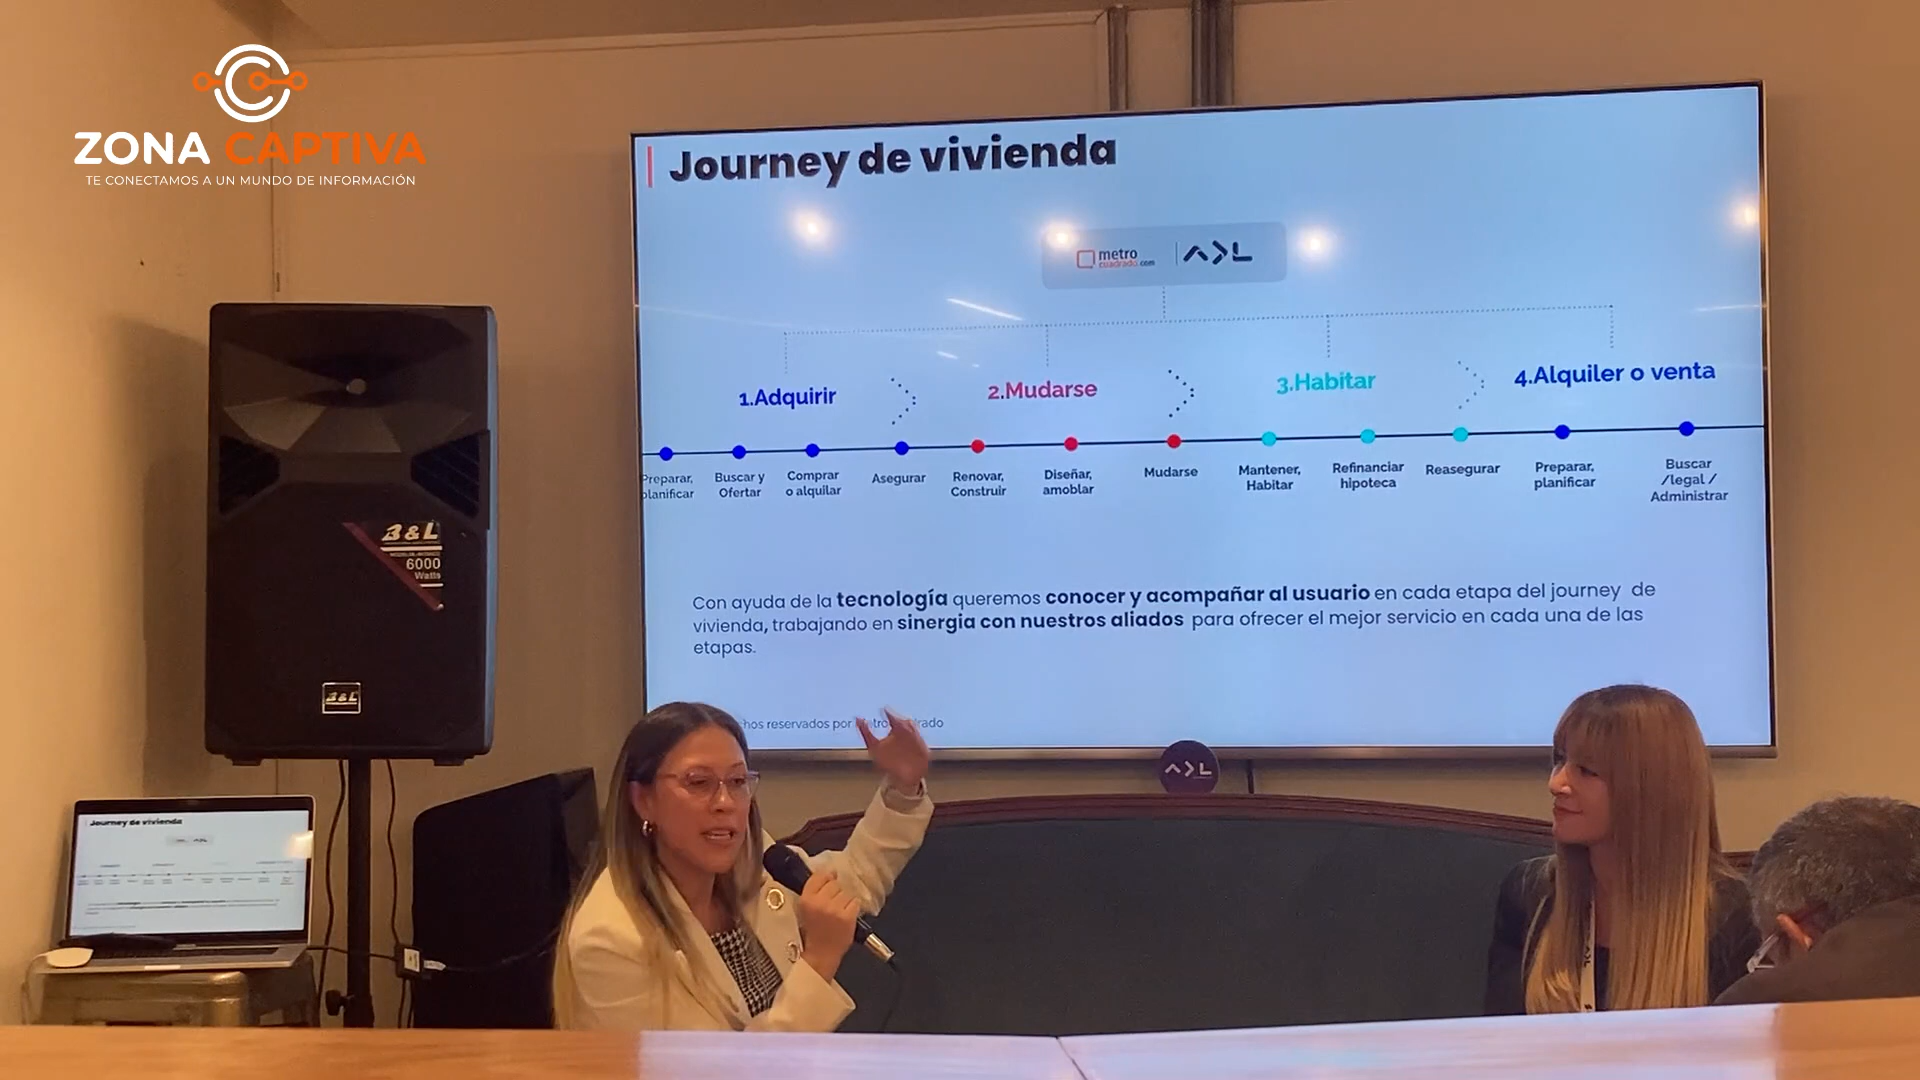 ZONA CAPTIVA
TE CONECTAMOS A UN MUNDO DE INFORMACIÓN
Journey de vivienda
metro
cuadrado.com
1.Adquirir
2.Mudarse
3.Habitar
4.Alquiler o venta
Preparar,
planificar
Buscar y
Ofertar
Comprar
o alquilar
Asegurar
Renovar,
Construir
Diseñar,
amoblar
Mudarse
Mantener,
Habitar
Refinanciar
hipoteca
Reasegurar
Preparar,
planificar
Buscar
/legal /
Administrar
Con ayuda de la tecnología queremos conocer y acompañar al usuario en cada etapa del journey de
vivienda, trabajando en sinergia con nuestros aliados para ofrecer el mejor servicio en cada una de las
etapas.
hos reservados por
B&L
6000
Watts
B&L
Journey de vivienda